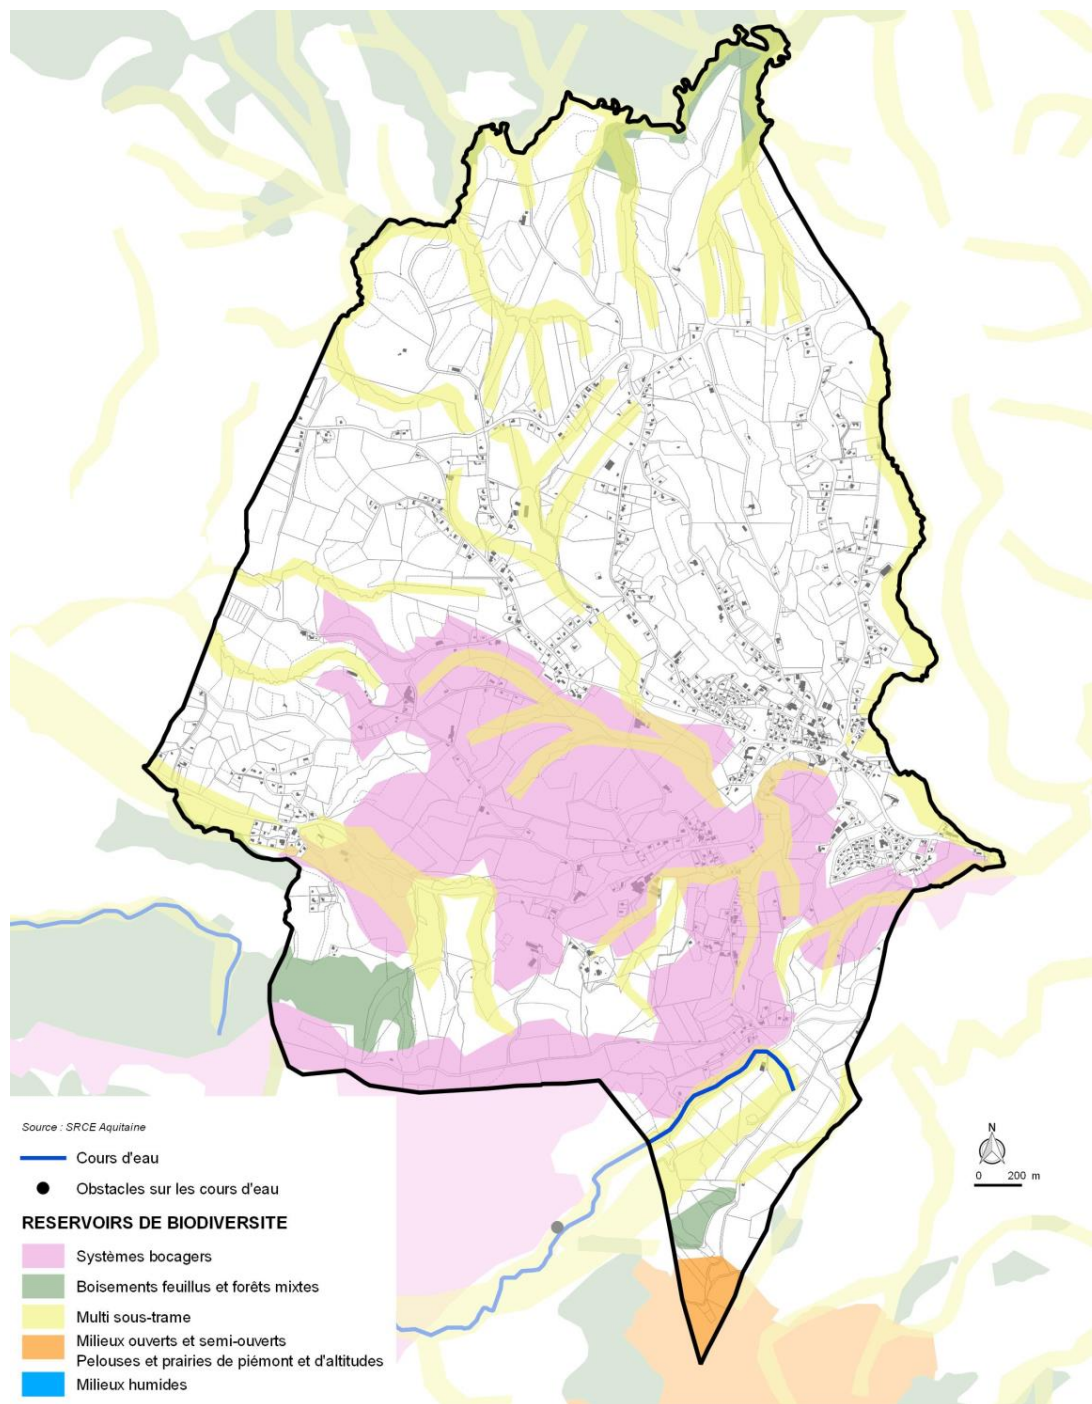 Source : SRCE Aquitaine
Cours d'eau
Obstacles sur les cours d'eau
RESERVOIRS DE BIODIVERSITE
Systèmes bocagers
Boisements feuillus et forêts mixtes
Multi sous-trame
Milieux ouverts et semi-ouverts
Pelouses et prairies de piémont et d'altitudes
Milieux humides
N
0 200 m